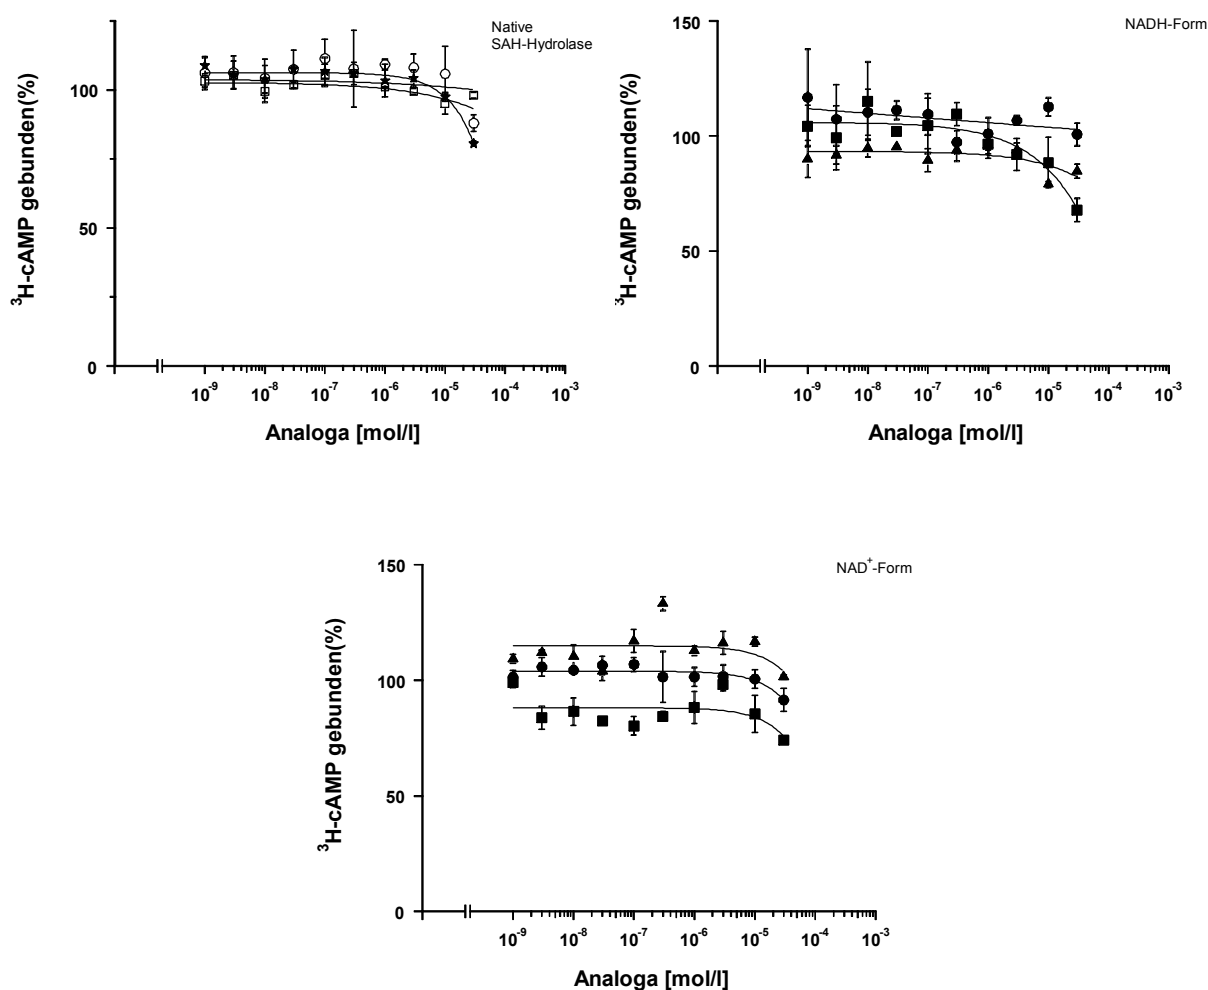 Native
SAH-Hydrolase
³H-cAMP gebunden(%)
100
50
0
10⁻⁹ 10⁻⁸ 10⁻⁷ 10⁻⁶ 10⁻⁵ 10⁻⁴ 10⁻³
Analoga [mol/l]
NADH-Form
³H-cAMP gebunden(%)
150
100
50
0
10⁻⁹ 10⁻⁸ 10⁻⁷ 10⁻⁶ 10⁻⁵ 10⁻⁴ 10⁻³
Analoga [mol/l]
NAD⁺-Form
³H-cAMP gebunden(%)
150
100
50
0
10⁻⁹ 10⁻⁸ 10⁻⁷ 10⁻⁶ 10⁻⁵ 10⁻⁴ 10⁻³
Analoga [mol/l]